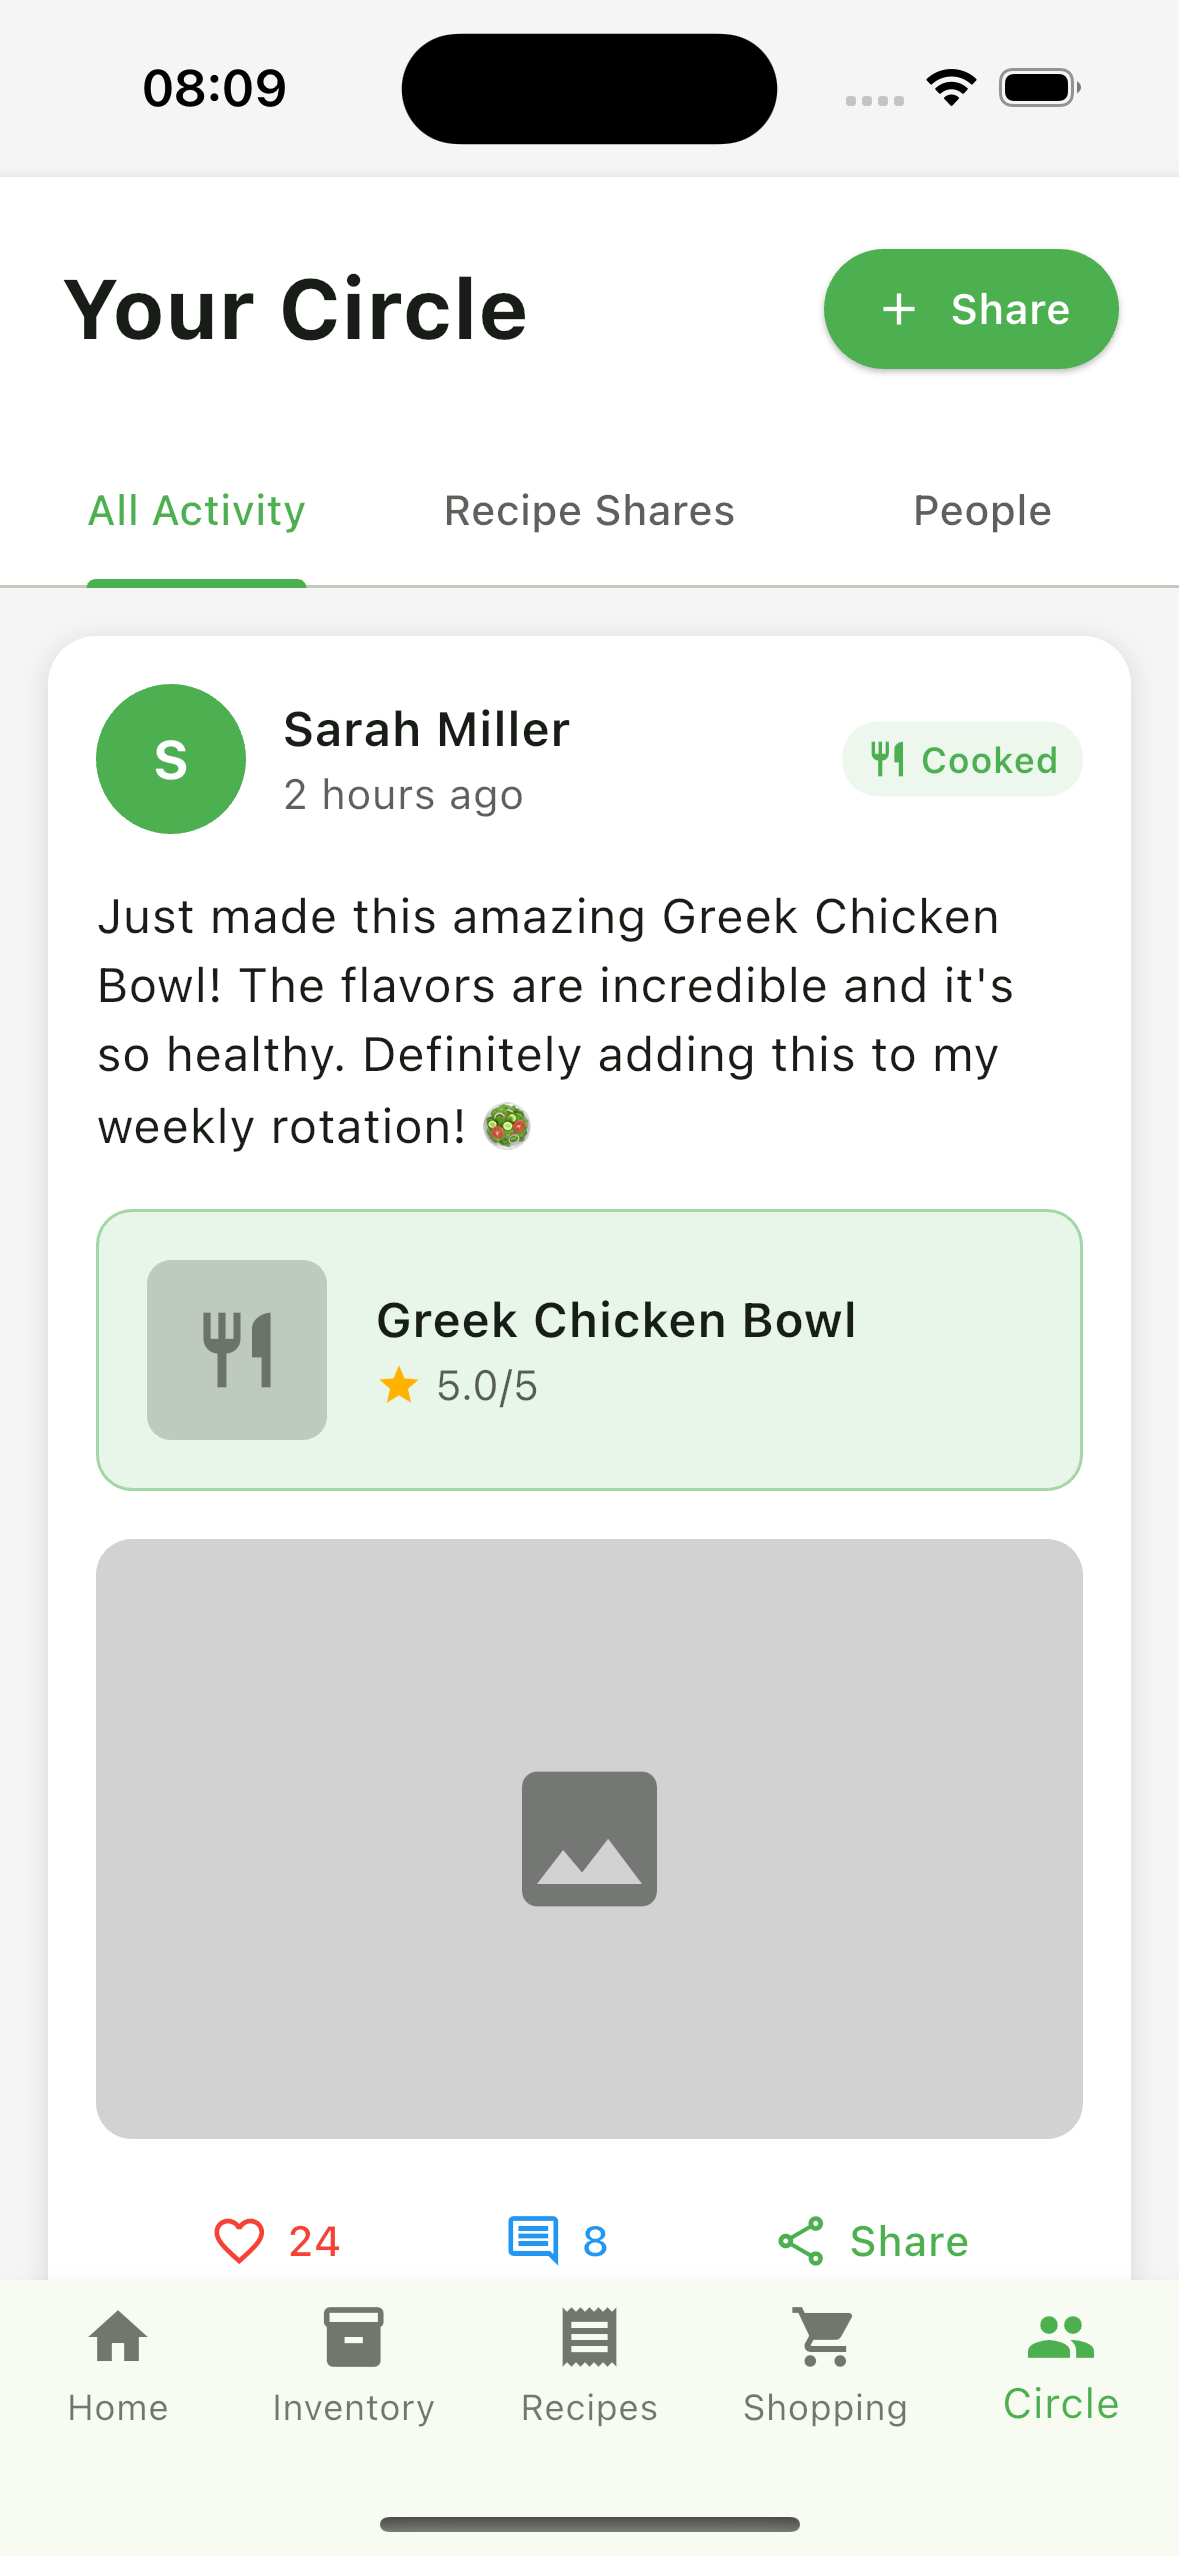 08:09
Your Circle
+ Share
All Activity
Recipe Shares
People
S
Sarah Miller
2 hours ago
Cooked
Just made this amazing Greek Chicken
Bowl! The flavors are incredible and it's
so healthy. Definitely adding this to my
weekly rotation! 🥗
Greek Chicken Bowl
5.0/5
24
8
Share
Home
Inventory
Recipes
Shopping
Circle